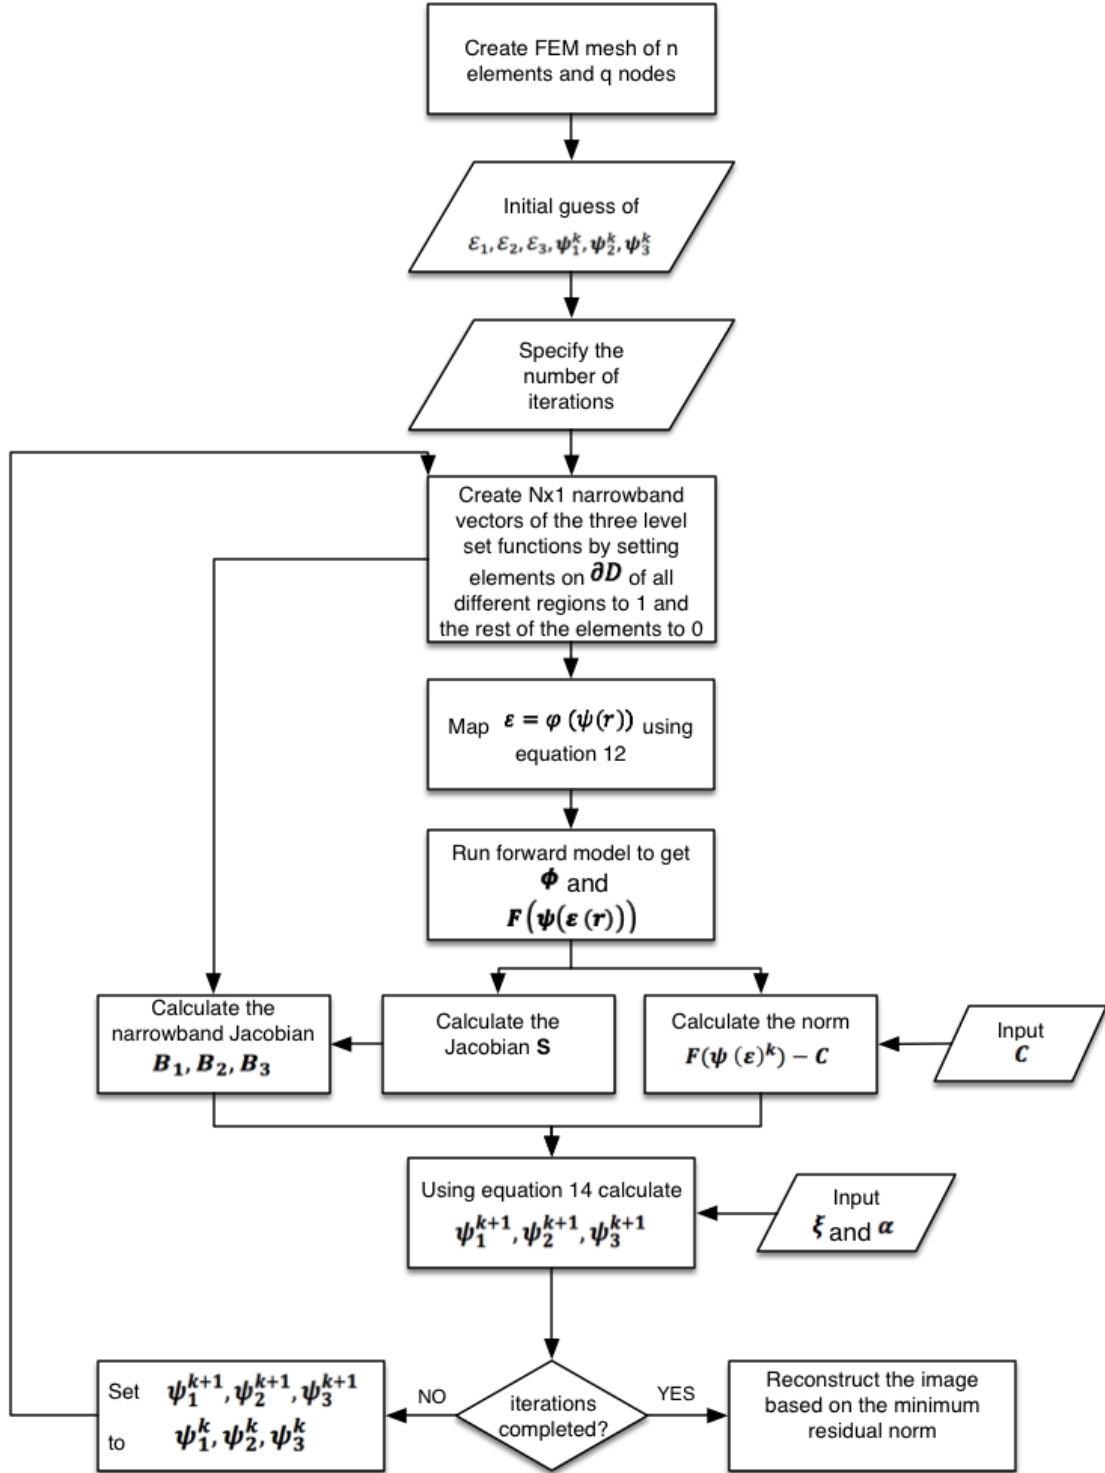 Create FEM mesh of n
elements and q nodes
Initial guess of
ε₁, ε₂, ε₃, ψ₁ᵏ, ψ₂ᵏ, ψ₃ᵏ
Specify the
number of
iterations
Create Nx1 narrowband
vectors of the three level
set functions by setting
elements on ∂D of all
different regions to 1 and
the rest of the elements to 0
Map ε = φ (ψ(r)) using
equation 12
Run forward model to get
Φ and
F(ψ(ε (r)))
Calculate the
narrowband Jacobian
B₁, B₂, B₃
Calculate the
Jacobian S
Calculate the norm
F(ψ (ε)ᵏ) − C
Input
C
Using equation 14 calculate
ψ₁ᵏ⁺¹, ψ₂ᵏ⁺¹, ψ₃ᵏ⁺¹
Input
ξ and α
Set ψ₁ᵏ⁺¹, ψ₂ᵏ⁺¹, ψ₃ᵏ⁺¹
to ψ₁ᵏ, ψ₂ᵏ, ψ₃ᵏ
NO
iterations
completed?
YES
Reconstruct the image
based on the minimum
residual norm